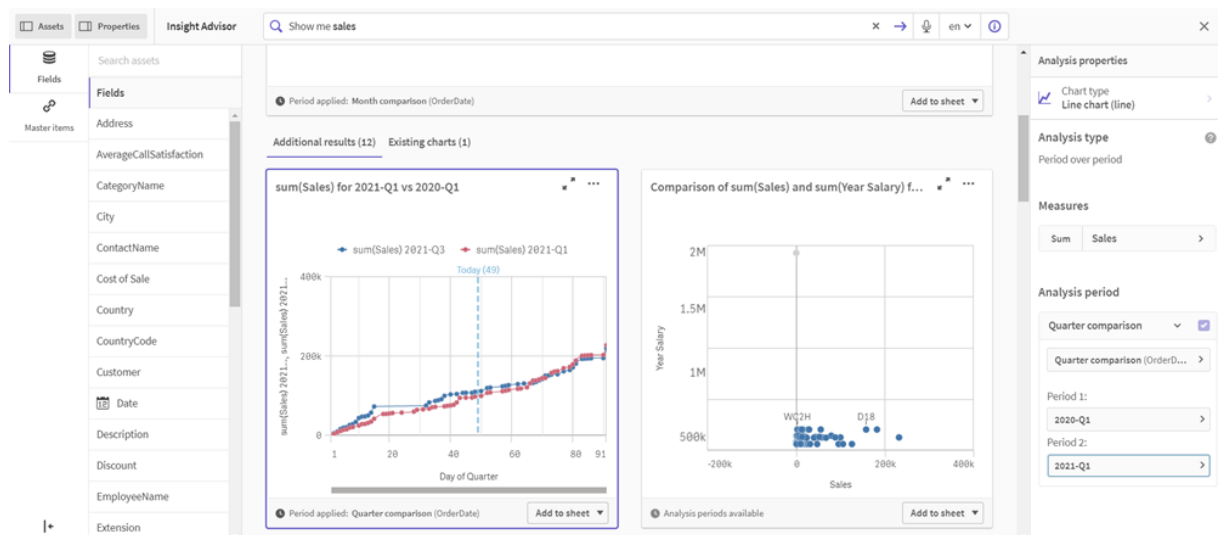 Assets
Properties
Insight Advisor
Show me sales
en
Fields
Master items
Search assets
Fields
Address
AverageCallSatisfaction
CategoryName
City
ContactName
Cost of Sale
Country
CountryCode
Customer
Date
Description
Discount
EmployeeName
Extension
Period applied: Month comparison (OrderDate)
Add to sheet
Additional results (12)
Existing charts (1)
sum(Sales) for 2021-Q1 vs 2020-Q1
sum(Sales) 2021-Q3
sum(Sales) 2021-Q1
Today (49)
sum(Sales) 2021..., sum(Sales) 2021...
400k
200k
0
1 20 40 60 80 91
Day of Quarter
Period applied: Quarter comparison (OrderDate)
Add to sheet
Comparison of sum(Sales) and sum(Year Salary) f...
Year Salary
2M
1.5M
1M
500k
WC2H
D18
-200k 0 200k 400k
Sales
Analysis periods available
Add to sheet
Analysis properties
Chart type
Line chart (line)
Analysis type
Period over period
Measures
Sum Sales
Analysis period
Quarter comparison
Quarter comparison (OrderD...
Period 1:
2020-Q1
Period 2:
2021-Q1